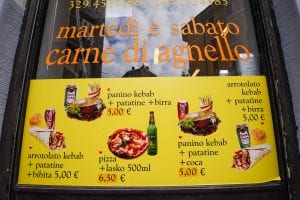 martedì e sabato
carne di agnello
panino kebab
+ patatine +birra
5,00 €
arrotolato
kebab
+ patatine
+birra
5,00 €
arrotolato kebab
+ patatine
+bibita 5,00 €
pizza
+lasko 500ml
6,50 €
panino kebab
+ patatine
+coca
5,00 €